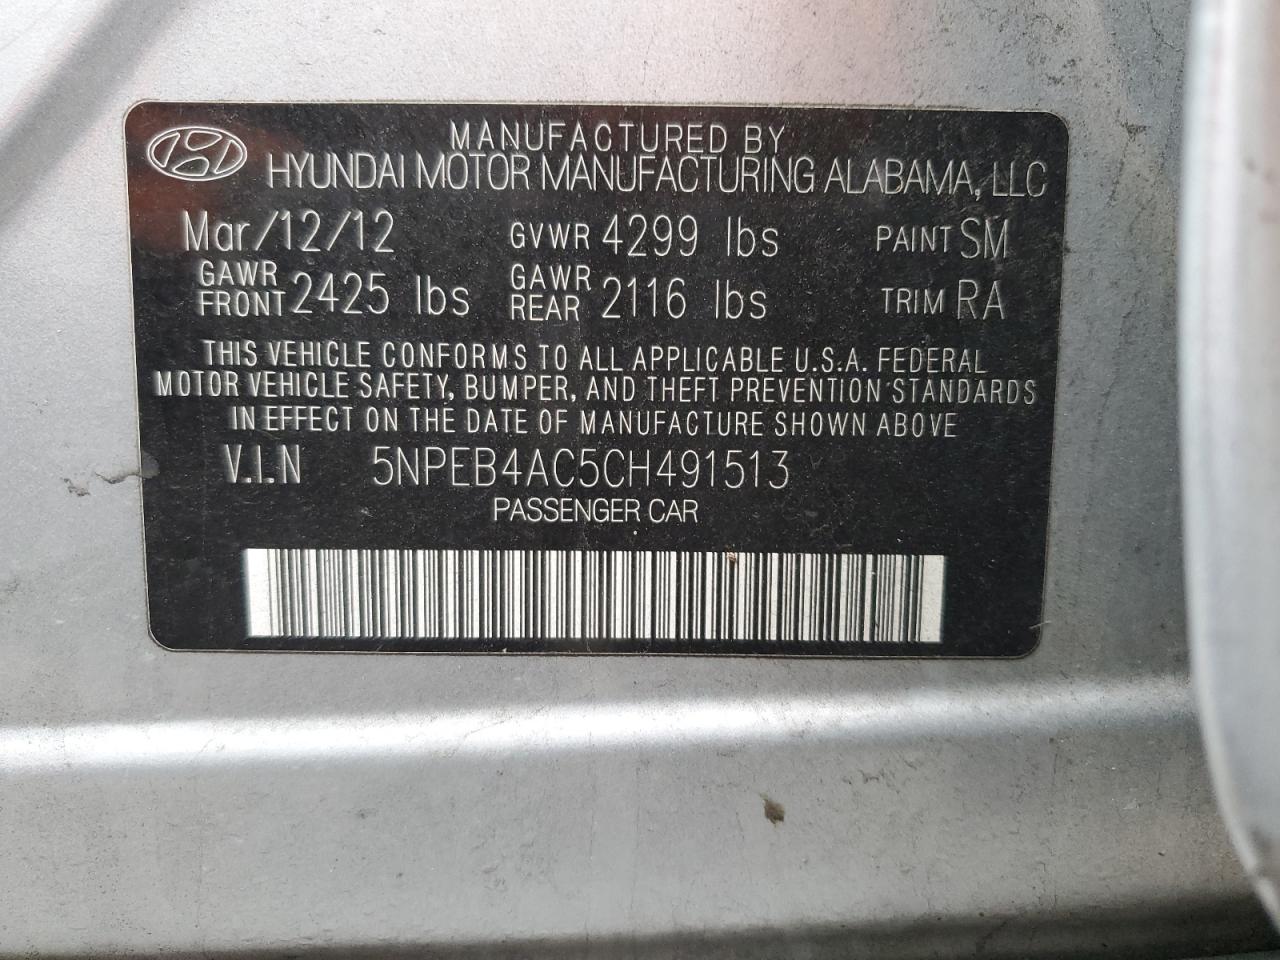 MANUFACTURED BY
HYUNDAI MOTOR MANUFACTURING ALABAMA, LLC
Mar/12/12 GVWR 4299 lbs PAINT SM
GAWR FRONT 2425 lbs GAWR REAR 2116 lbs TRIM RA
THIS VEHICLE CONFORMS TO ALL APPLICABLE U.S.A. FEDERAL
MOTOR VEHICLE SAFETY, BUMPER, AND THEFT PREVENTION STANDARDS
IN EFFECT ON THE DATE OF MANUFACTURE SHOWN ABOVE
V.I.N 5NPEB4AC5CH491513
PASSENGER CAR